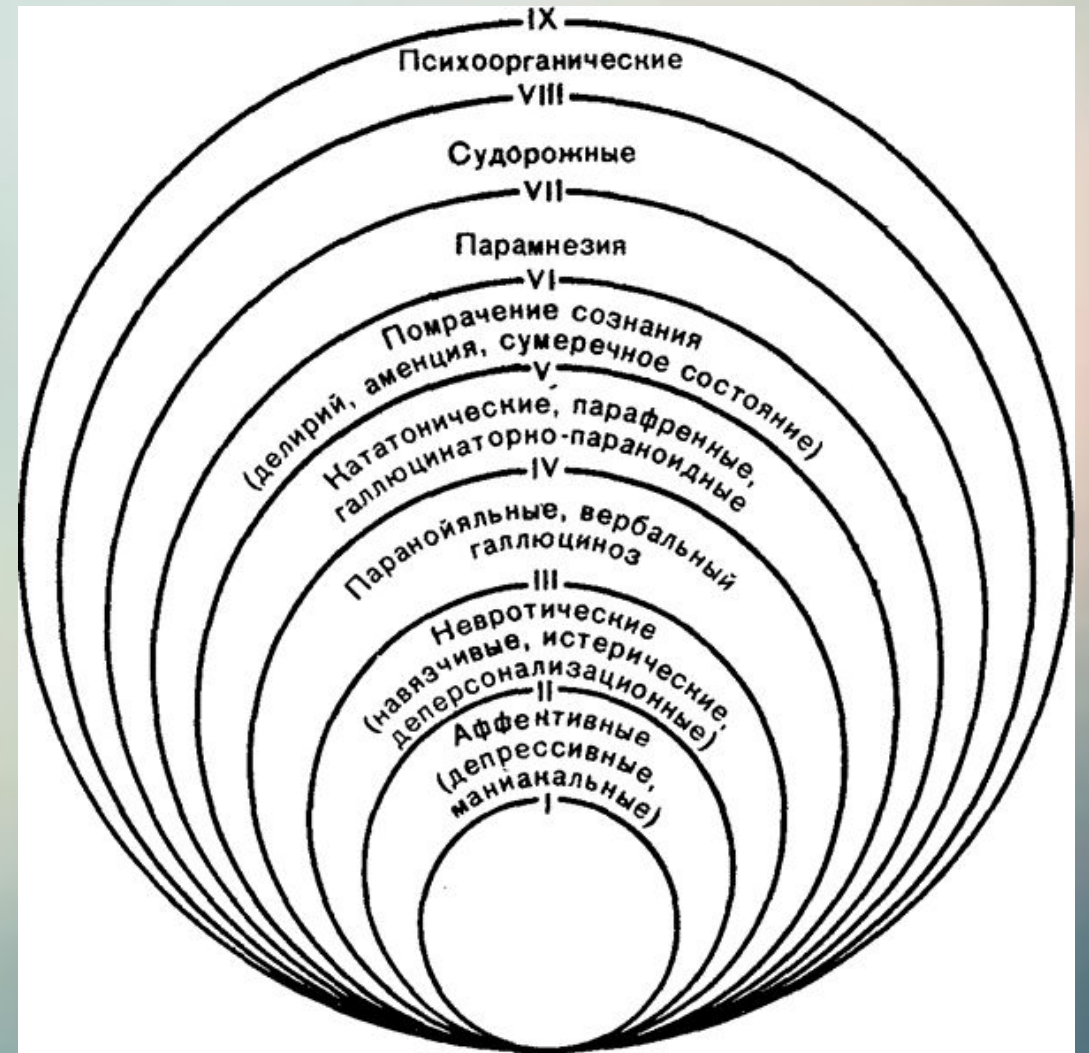 IX
Психоорганические
VIII
Судорожные
VII
Парамнезия
VI
Помрачение сознания
(делирий, аменция, сумеречное состояние)
V
Кататонические, парафренные,
галлюцинаторно-параноидные
IV
Паранойяльные, вербальный
галлюциноз
III
Невротические
(навязчивые, истерические,
деперсонализационные)
II
Аффективные
(депрессивные,
маниакальные)
I